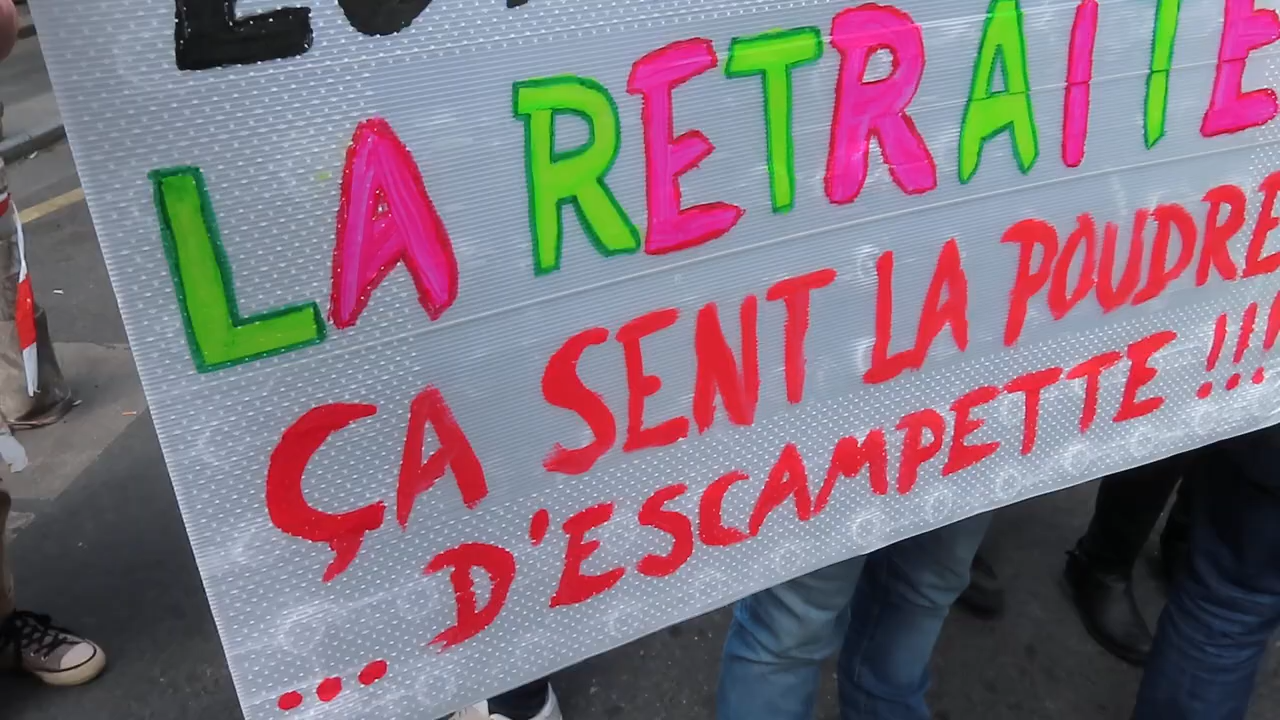 LA RETRAITE
ÇA SENT LA POUDRE
... D'ESCAMPETTE !!!